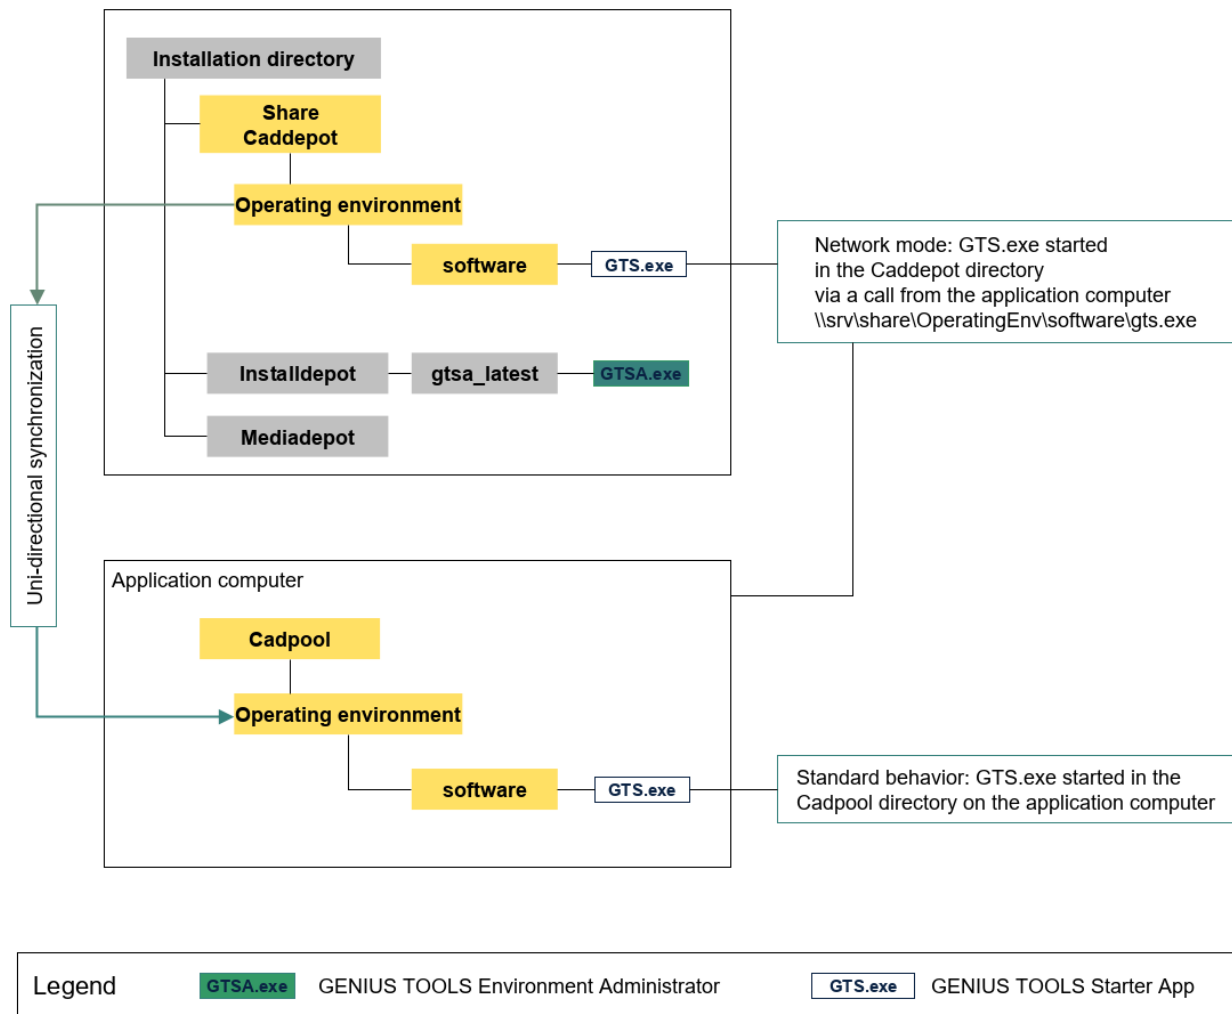 Installation directory
Share
Caddepot
Operating environment
software
GTS.exe
Network mode: GTS.exe started
in the Caddepot directory
via a call from the application computer
\\srv\share\OperatingEnv\software\gts.exe
Uni-directional synchronization
Installdepot
gtsa_latest
GTSA.exe
Mediadepot
Application computer
Cadpool
Operating environment
software
GTS.exe
Standard behavior: GTS.exe started in the
Cadpool directory on the application computer
Legend
GTSA.exe
GENIUS TOOLS Environment Administrator
GTS.exe
GENIUS TOOLS Starter App